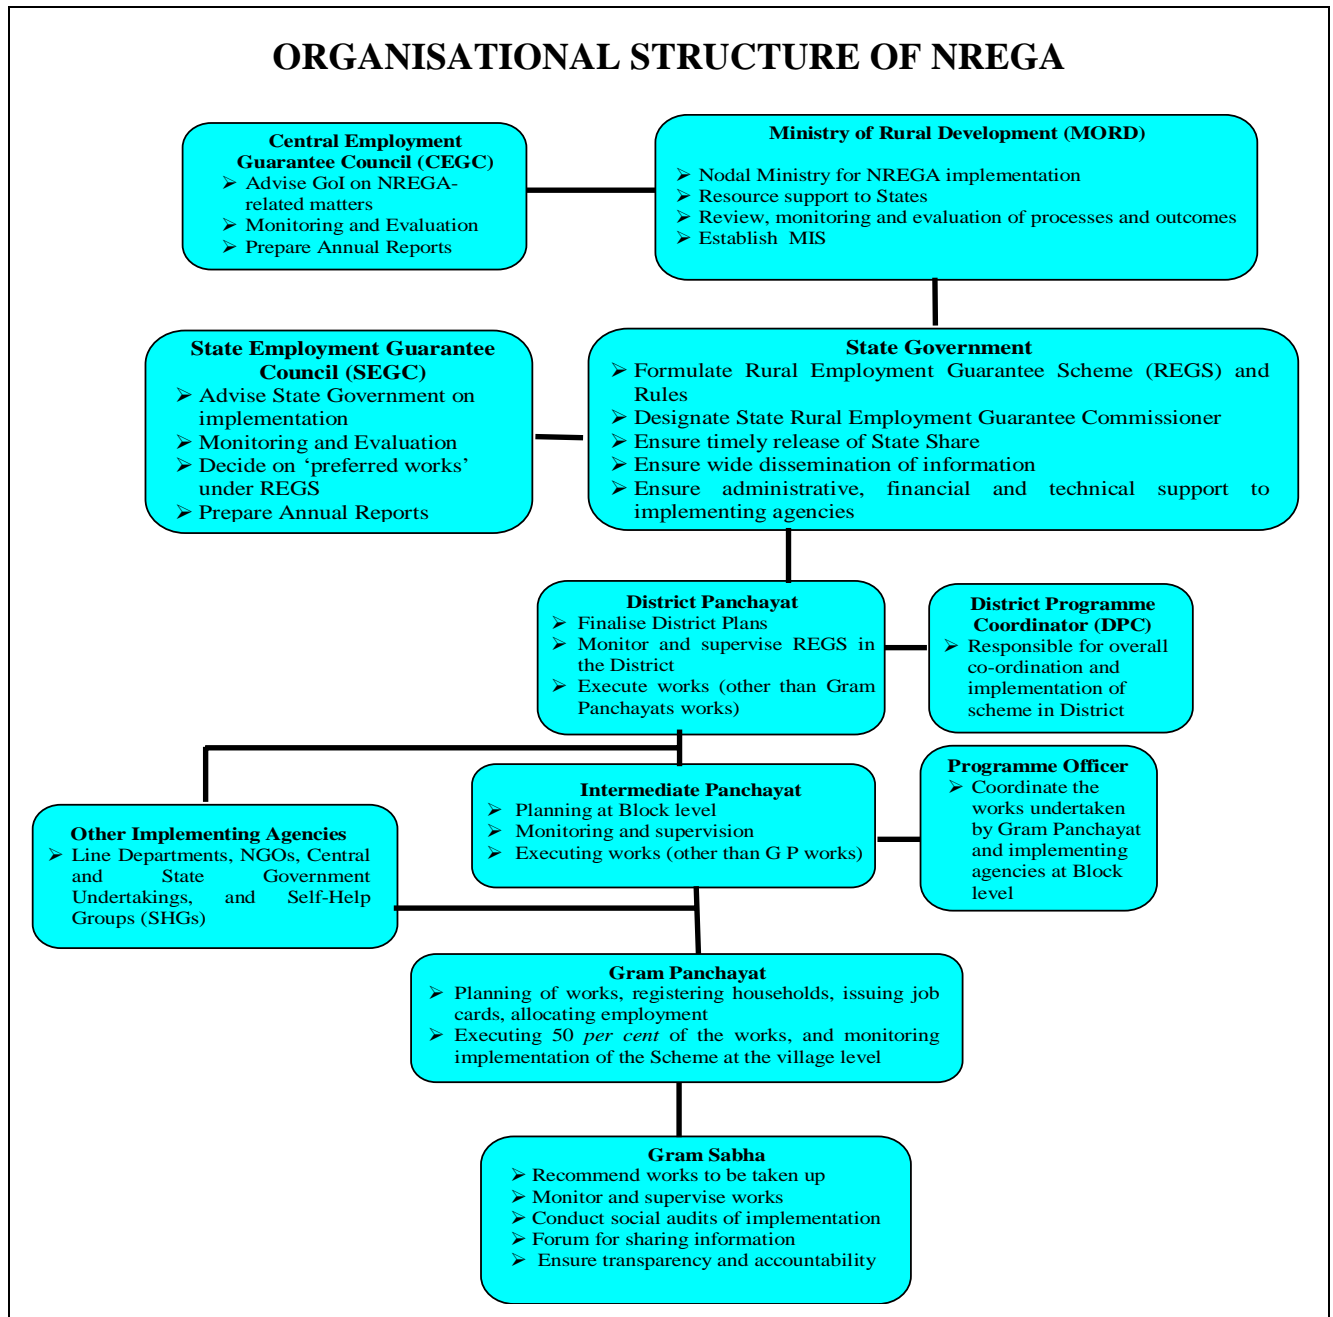 ORGANISATIONAL STRUCTURE OF NREGA
Central Employment
Guarantee Council (CEGC)
➢ Advise GoI on NREGA-
related matters
➢ Monitoring and Evaluation
➢ Prepare Annual Reports
Ministry of Rural Development (MORD)
➢ Nodal Ministry for NREGA implementation
➢ Resource support to States
➢ Review, monitoring and evaluation of processes and outcomes
➢ Establish MIS
State Employment Guarantee
Council (SEGC)
➢ Advise State Government on
implementation
➢ Monitoring and Evaluation
➢ Decide on ‘preferred works’
under REGS
➢ Prepare Annual Reports
State Government
➢ Formulate Rural Employment Guarantee Scheme (REGS) and
Rules
➢ Designate State Rural Employment Guarantee Commissioner
➢ Ensure timely release of State Share
➢ Ensure wide dissemination of information
➢ Ensure administrative, financial and technical support to
implementing agencies
District Panchayat
➢ Finalise District Plans
➢ Monitor and supervise REGS in
the District
➢ Execute works (other than Gram
Panchayats works)
District Programme
Coordinator (DPC)
➢ Responsible for overall
co-ordination and
implementation of
scheme in District
Intermediate Panchayat
➢ Planning at Block level
➢ Monitoring and supervision
➢ Executing works (other than G P works)
Programme Officer
➢ Coordinate the
works undertaken
by Gram Panchayat
and implementing
agencies at Block
level
Other Implementing Agencies
➢ Line Departments, NGOs, Central
and State Government
Undertakings, and Self-Help
Groups (SHGs)
Gram Panchayat
➢ Planning of works, registering households, issuing job
cards, allocating employment
➢ Executing 50 per cent of the works, and monitoring
implementation of the Scheme at the village level
Gram Sabha
➢ Recommend works to be taken up
➢ Monitor and supervise works
➢ Conduct social audits of implementation
➢ Forum for sharing information
➢ Ensure transparency and accountability